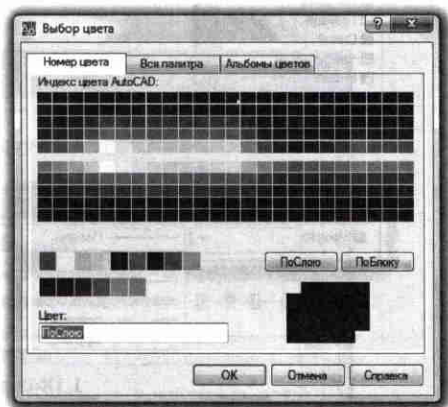 Выбор цвета
Номер цвета
Вся палитра
Альбомы цветов
Индекс цвета AutoCAD:
ПоСлою
ПоБлоку
Цвет:
ПоСлою
OK
Отмена
Справка